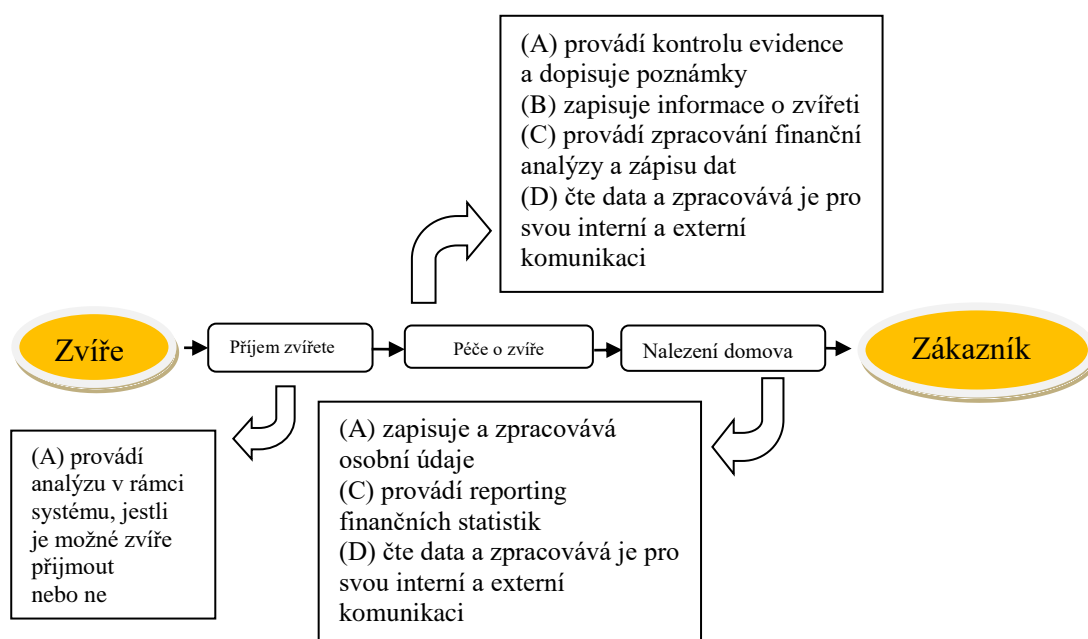 (A) provádí kontrolu evidence
a dopisuje poznámky
(B) zapisuje informace o zvířeti
(C) provádí zpracování finanční
analýzy a zápisu dat
(D) čte data a zpracovává je pro
svou interní a externí
komunikaci
Zvíře
Příjem zvířete
Péče o zvíře
Nalezení domova
Zákazník
(A) provádí
analýzu v rámci
systému, jestli
je možné zvíře
přijmout
nebo ne
(A) zapisuje a zpracovává
osobní údaje
(C) provádí reporting
finančních statistik
(D) čte data a zpracovává je pro
svou interní a externí
komunikaci